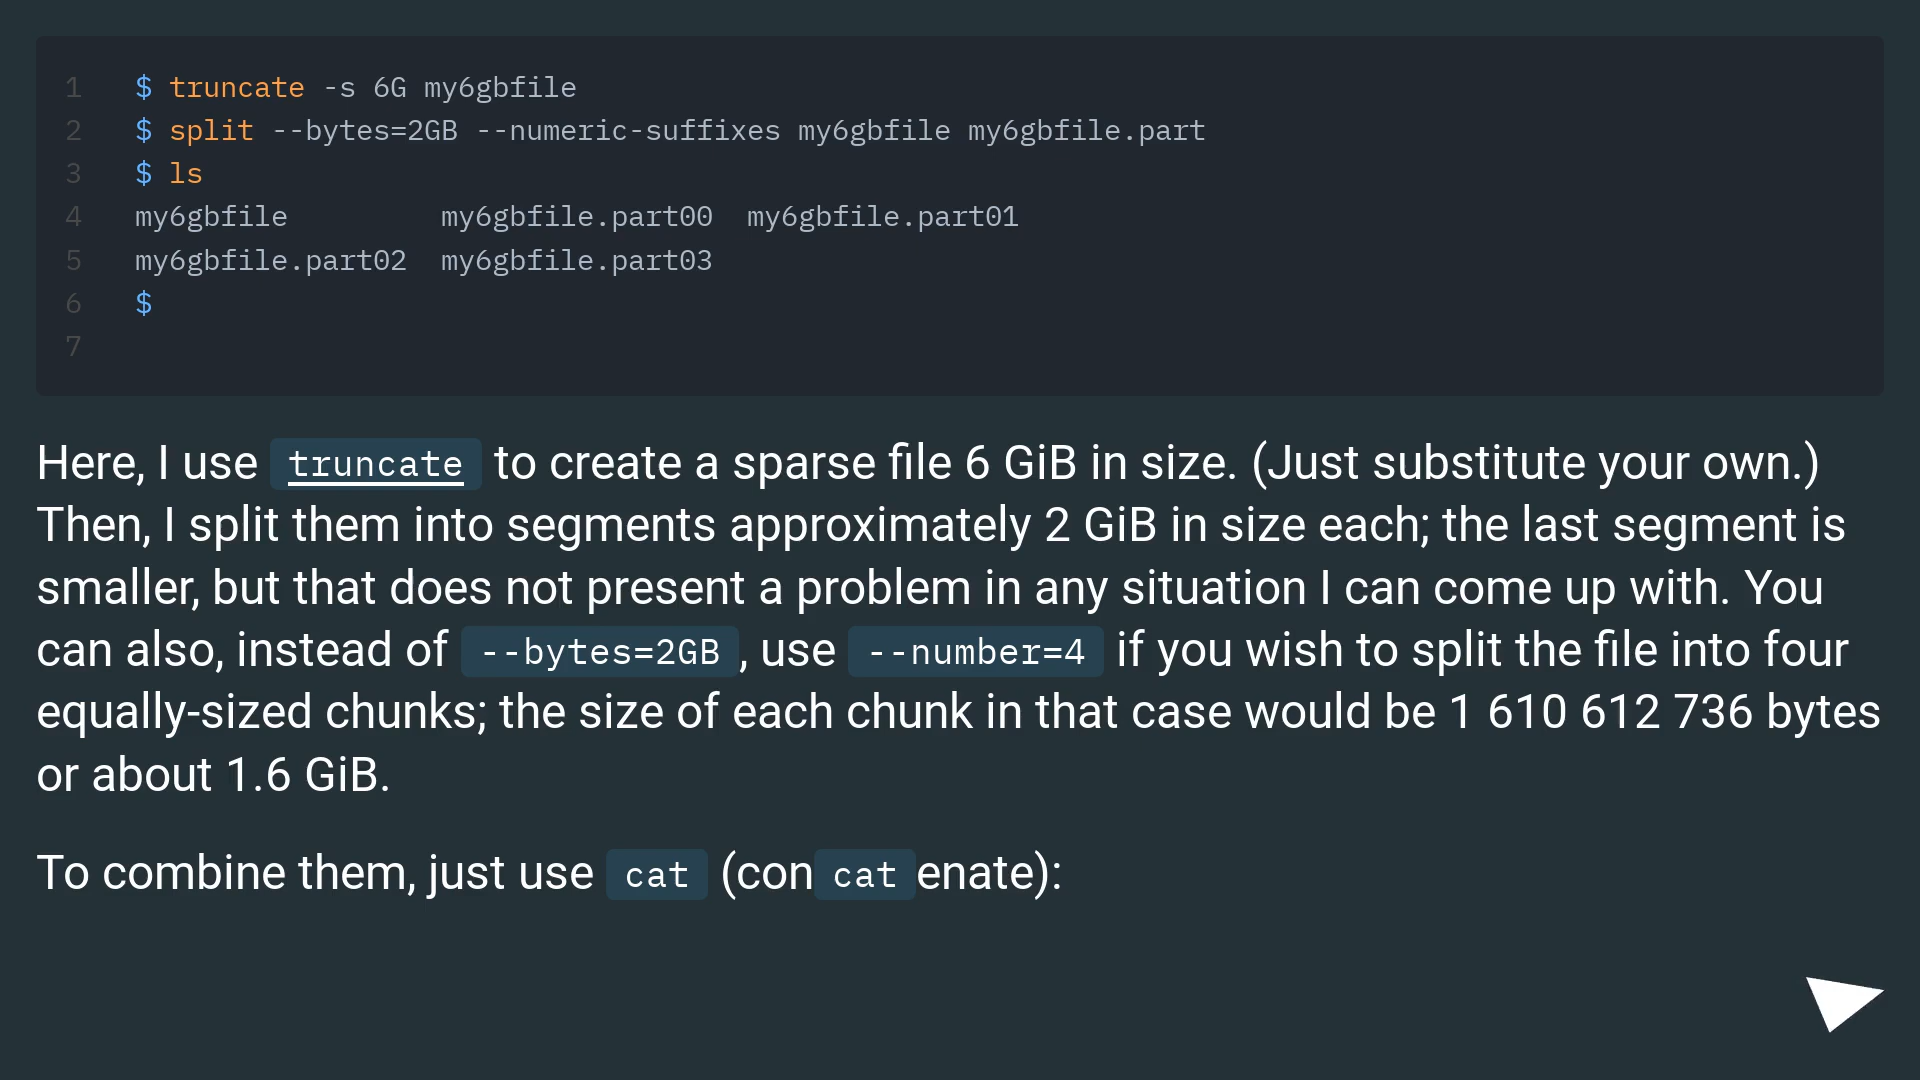 1 $ truncate -s 6G my6gbfile
2 $ split --bytes=2GB --numeric-suffixes my6gbfile my6gbfile.part
3 $ ls
4 my6gbfile         my6gbfile.part00  my6gbfile.part01
5 my6gbfile.part02  my6gbfile.part03
6 $
7
Here, I use truncate to create a sparse file 6 GiB in size. (Just substitute your own.)
Then, I split them into segments approximately 2 GiB in size each; the last segment is
smaller, but that does not present a problem in any situation I can come up with. You
can also, instead of --bytes=2GB, use --number=4 if you wish to split the file into four
equally-sized chunks; the size of each chunk in that case would be 1 610 612 736 bytes
or about 1.6 GiB.
To combine them, just use cat (concatenate):